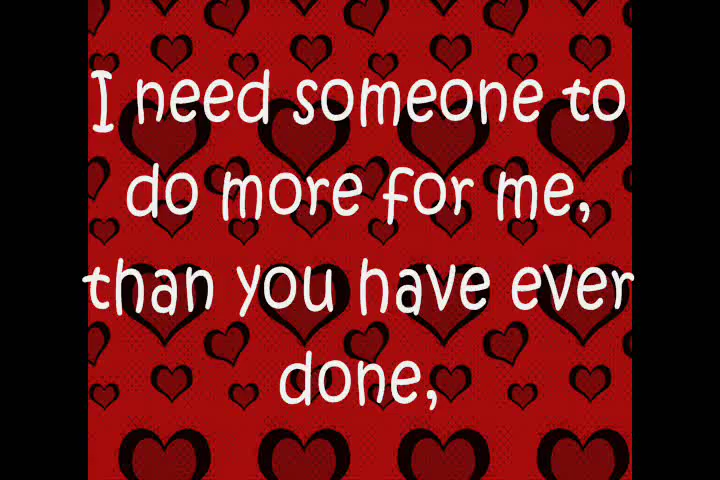 I need someone to
do more for me,
than you have ever
done,